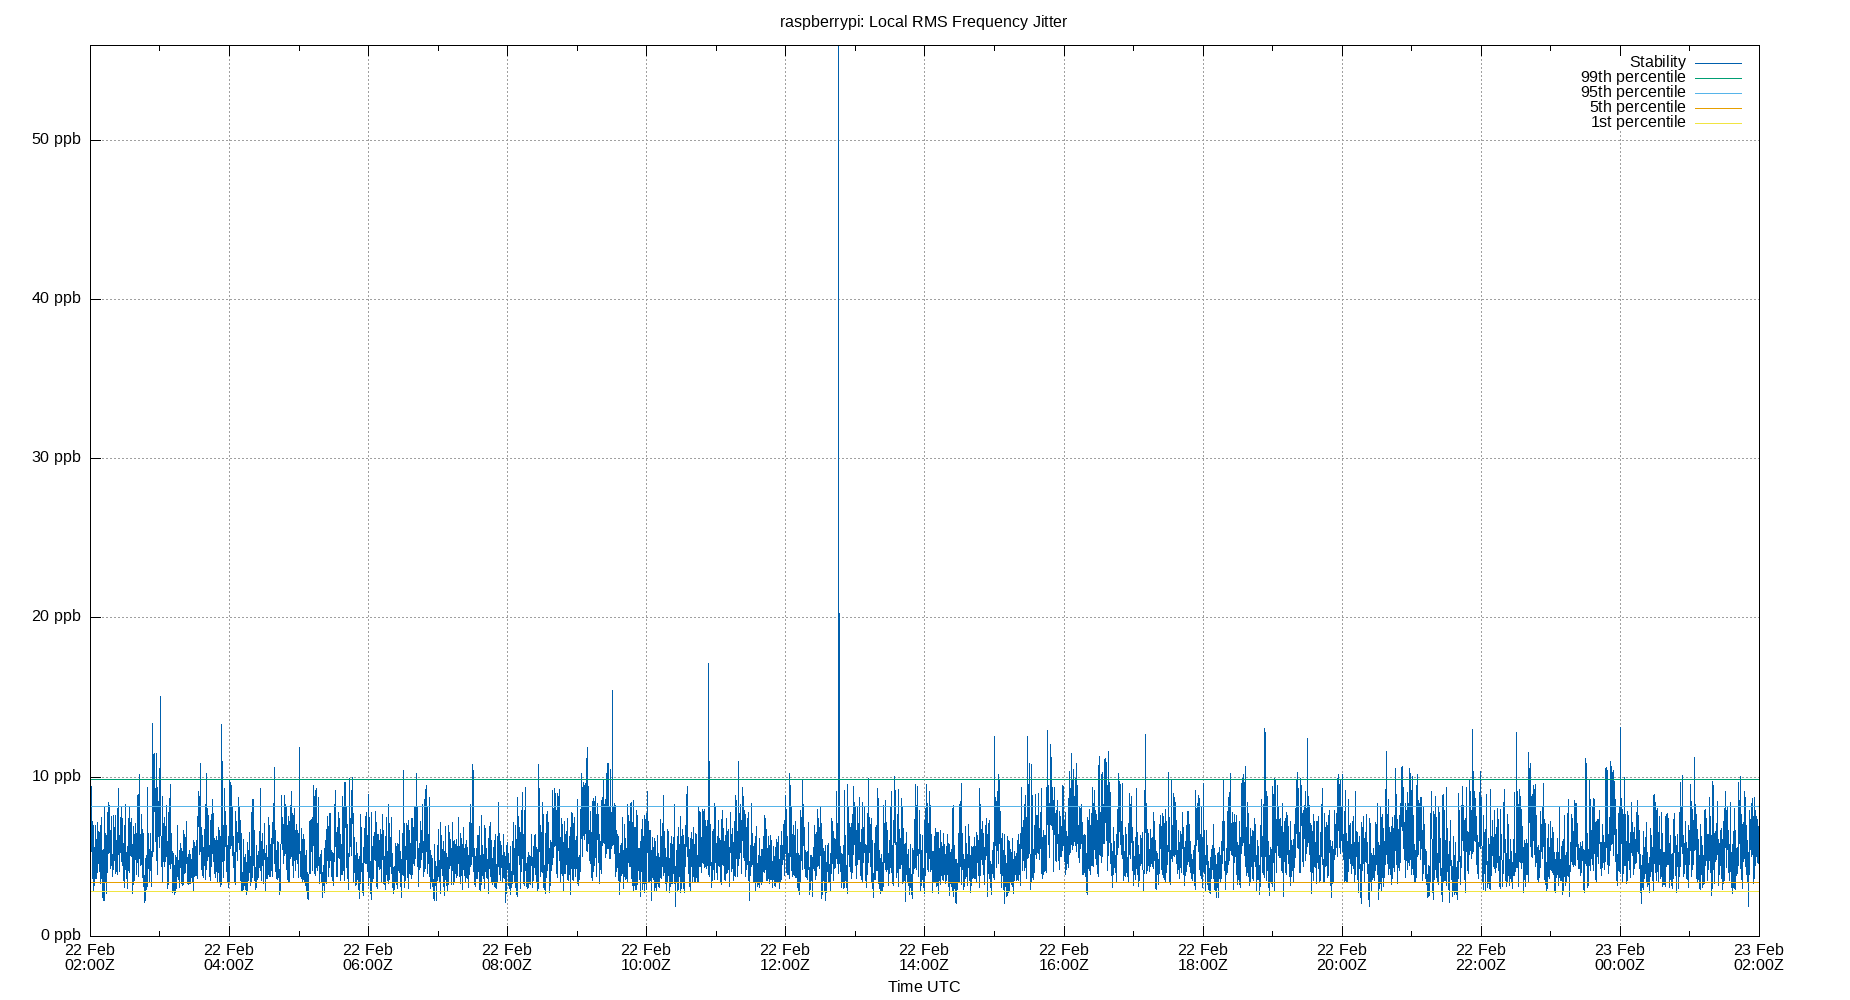 raspberrypi: Local RMS Frequency Jitter
Stability
99th percentile
95th percentile
5th percentile
1st percentile
50 ppb
40 ppb
30 ppb
20 ppb
10 ppb
0 ppb
22 Feb 22 Feb 22 Feb 22 Feb 22 Feb 22 Feb 22 Feb 22 Feb 22 Feb 22 Feb 22 Feb 23 Feb 23 Feb
02:00Z 04:00Z 06:00Z 08:00Z 10:00Z 12:00Z 14:00Z 16:00Z 18:00Z 20:00Z 22:00Z 00:00Z 02:00Z
Time UTC